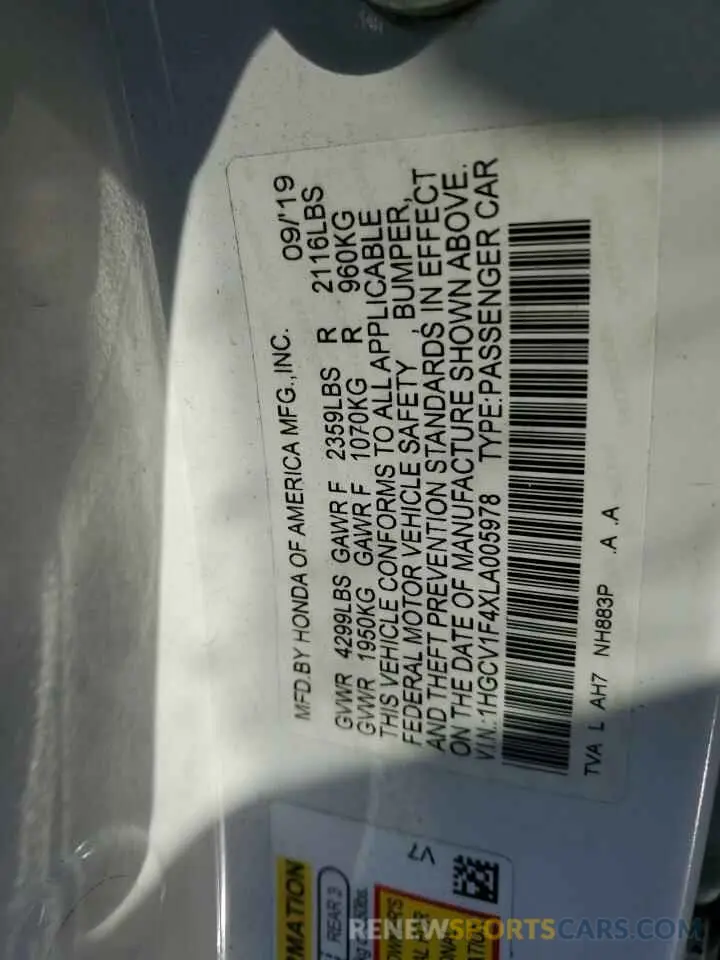 MFD.BY HONDA OF AMERICA MFG.,INC. 09/'19
GVWR 4299LBS GAWR F 2359LBS R 2116LBS
GVWR 1950KG GAWR F 1070KG R 960KG
THIS VEHICLE CONFORMS TO ALL APPLICABLE
FEDERAL MOTOR VEHICLE SAFETY , BUMPER,
AND THEFT PREVENTION STANDARDS IN EFFECT
ON THE DATE OF MANUFACTURE SHOWN ABOVE.
V.I.N.:1HGCV1F4XLA005978 TYPE:PASSENGER CAR
TVA L AH7 NH883P .A .A
V7
REAR 3
RENEWSPORTSCARS.COM